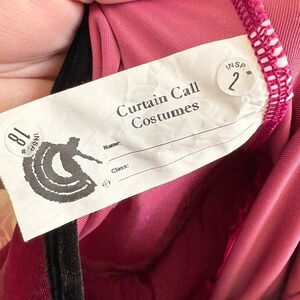 INSP.
2
Curtain Call
Costumes
Name:
Class:
INSP.
18